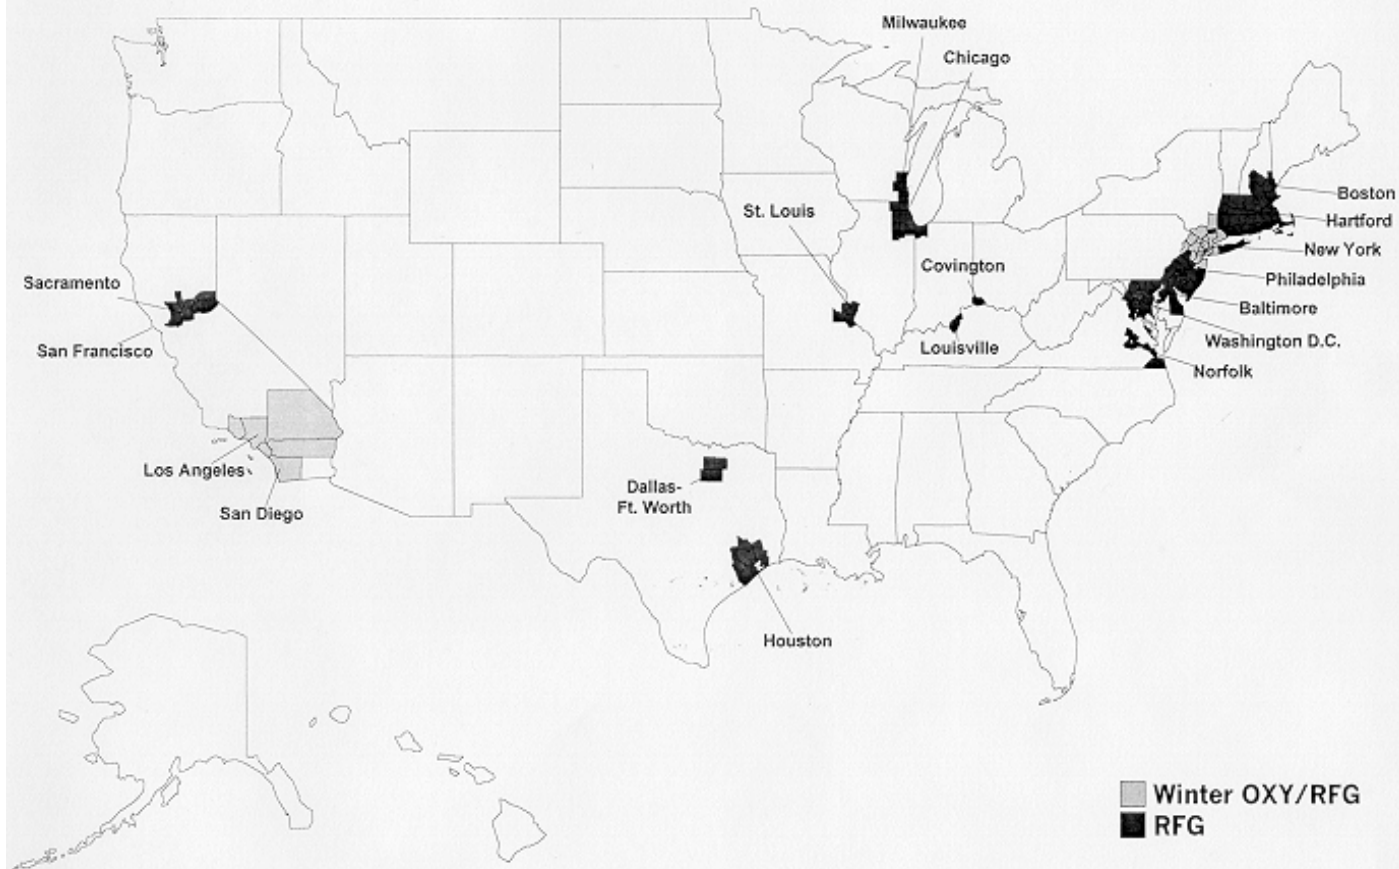 Milwaukee
Chicago
Boston
St. Louis
Hartford
New York
Covington
Philadelphia
Sacramento
Baltimore
Washington D.C.
San Francisco
Louisville
Norfolk
Los Angeles
Dallas-
Ft. Worth
San Diego
Houston
Winter OXY/RFG
RFG